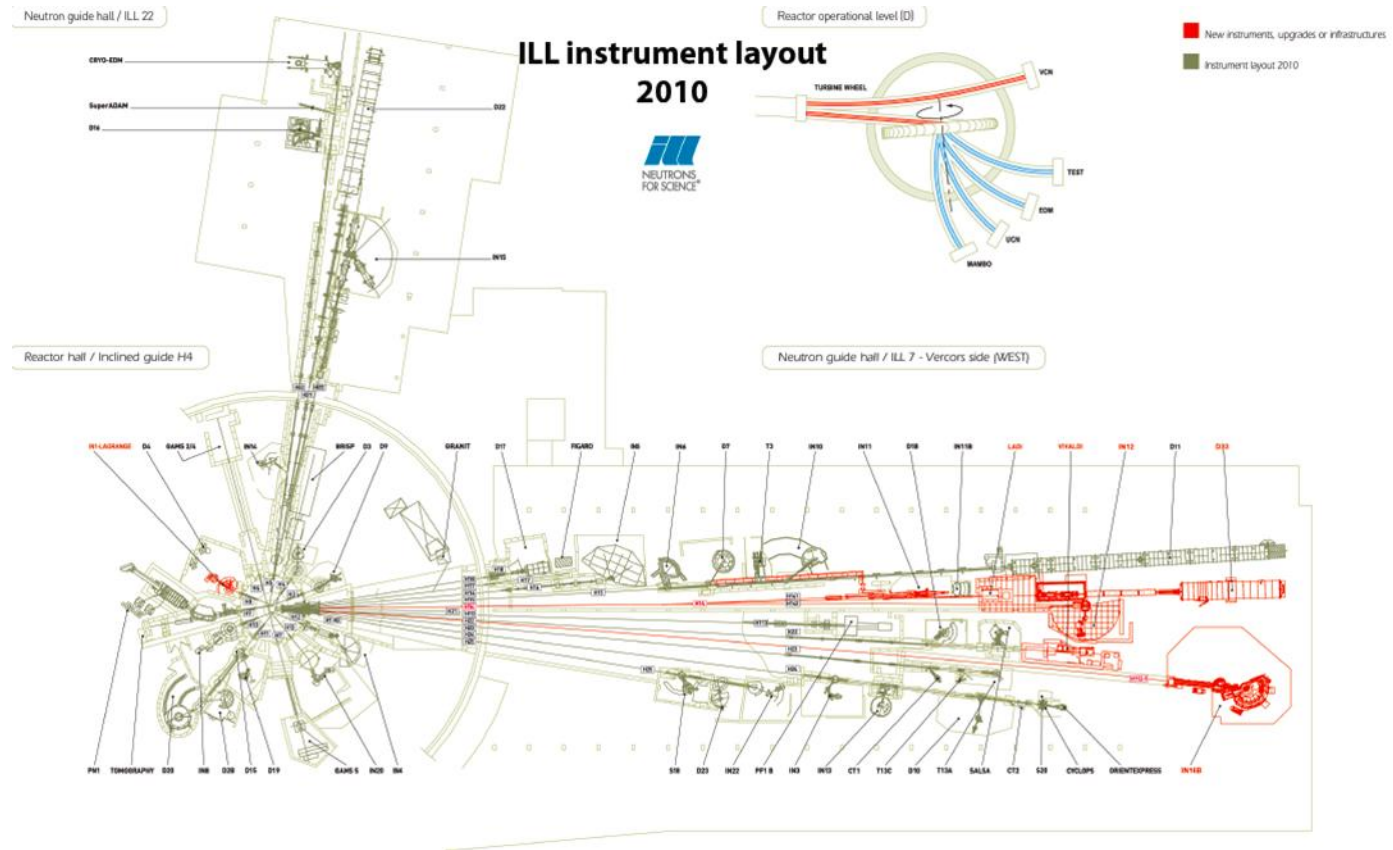 Neutron guide hall / ILL 22
Reactor operational level (D)
ILL instrument layout
2010
New instruments, upgrades or infrastructures
Instrument layout 2010
ill
NEUTRONS
FOR SCIENCE®
CRYO-EDM
SuperADAM
D16
D22
IN15
TURBINE WHEEL
VCN
TEST
EDM
UCN
MAMBO
Reactor hall / Inclined guide H4
Neutron guide hall / ILL 7 - Vercors side (WEST)
IN1-LAGRANGE D4 GAMS 3/4 IN14 BRISP D3 D9 GRANIT D17 FIGARO IN5 IN6 D7 T3 IN10 IN11 D1B IN11B LADI VIVALDI IN12 D11 D33
PN1 TOMOGRAPHY D20 IN8 D2B D15 D19 GAMS 5 IN20 IN4 S18 D23 IN22 PF1 B IN3 IN13 CT1 T13C D10 T13A SALSA CT2 S20 CYCLOPS ORIENTEXPRESS IN16B